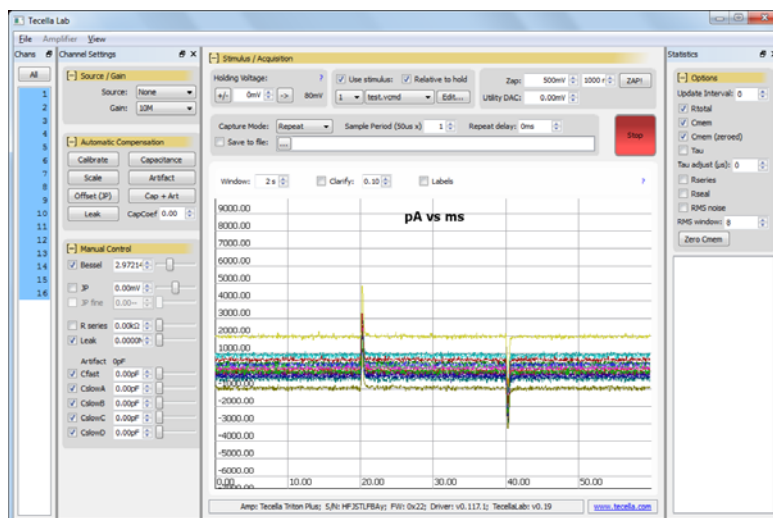 Tecella Lab
File Amplifier View
Chans
All
1
2
3
4
5
6
7
8
9
10
11
12
13
14
15
16
Channel Settings
[-] Source / Gain
Source: None
Gain: 10M
[-] Automatic Compensation
Calibrate Capacitance
Scale Artifact
Offset (JP) Cap + Art
Leak CapCoef 0.00
[-] Manual Control
Bessel 2.97214
JP 0.00mV
JP fine 0.00--
R series 0.00kΩ
Leak 0.0000
Artifact 0pF
Cfast 0.00pF
CslowA 0.00pF
CslowB 0.00pF
CslowC 0.00pF
CslowD 0.00pF
[-] Stimulus / Acquisition
Holding Voltage: ?
+/- 0mV -> 80mV
Use stimulus: Relative to hold
1 test.vcmd Edit...
Zap: 500mV 1000 ZAP!
Utility DAC: 0.00mV
Capture Mode: Repeat Sample Period (50us x) 1 Repeat delay: 0ms
Save to file: ...
Stop
Window: 2 s Clarify: 0.10 Labels ?
pA vs ms
9000.00
8000.00
7000.00
6000.00
5000.00
4000.00
3000.00
2000.00
1000.00
-1000.00
-2000.00
-3000.00
-4000.00
-5000.00
-6000.00
0.00 10.00 20.00 30.00 40.00 50.00
Amp: Tecella Triton Plus; S/N: HFJSTLFBAy; FW: 0x22; Driver: v0.117.1; TecellaLab: v0.19
www.tecella.com
Statistics
[-] Options
Update Interval: 0
Rtotal
Cmem
Cmem (zeroed)
Tau
Tau adjust (µs): 0
Rseries
Rseal
RMS noise
RMS window: 8
Zero Cmem